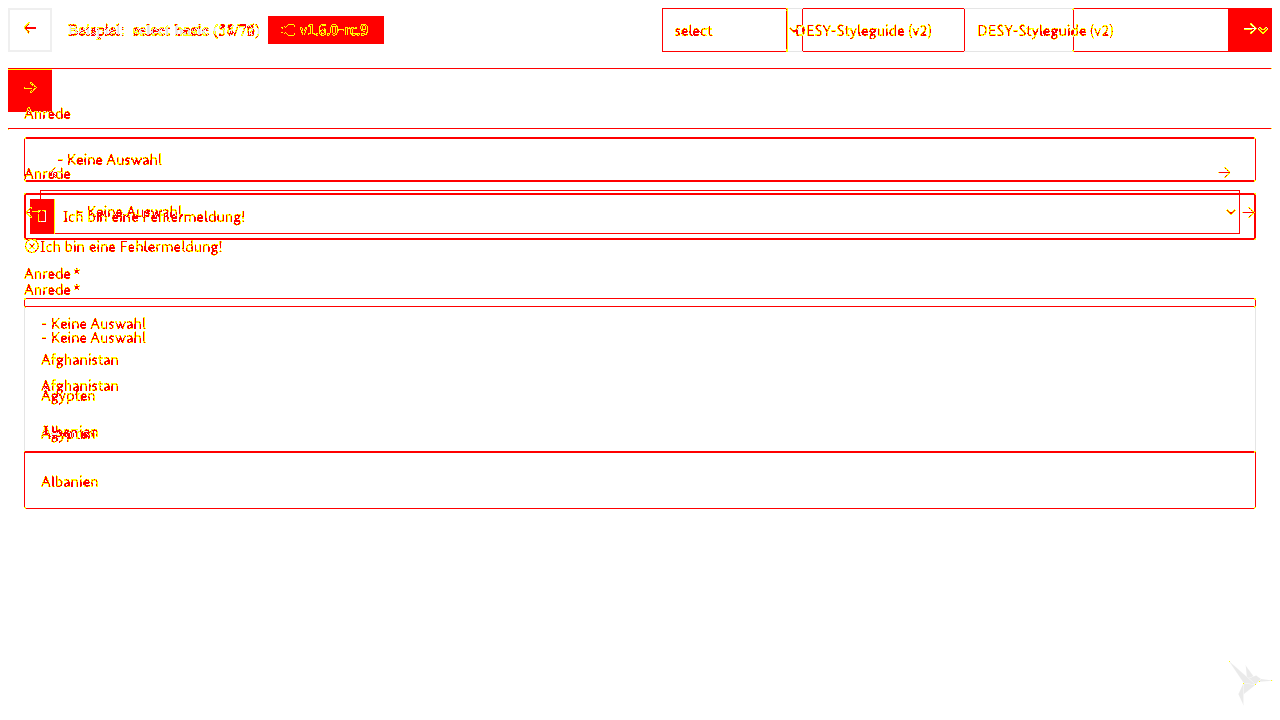 Beispiel: select basic (58/70) v1.6.0-rc.9 select DESY-Styleguide (v2) DESY-Styleguide (v2)
Anrede
- Keine Auswahl
Anrede
- Keine Auswahl
Ich bin eine Fehlermeldung!
Ich bin eine Fehlermeldung!
Anrede *
Anrede *
- Keine Auswahl
- Keine Auswahl
Afghanistan
Afghanistan
Ägypten
Albanien
Ägypten
Albanien